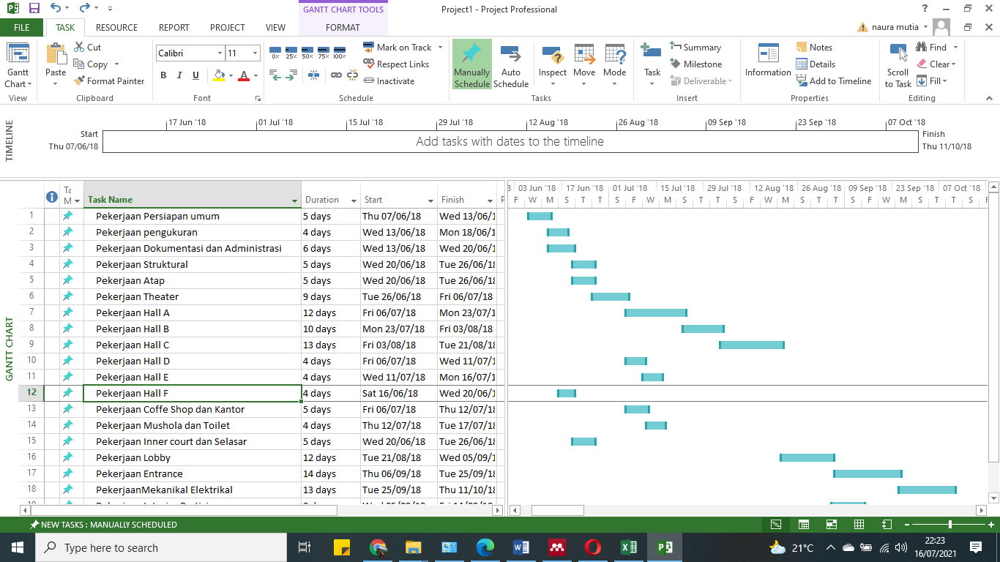 GANTT CHART TOOLS
Project1 - Project Professional
FILE TASK RESOURCE REPORT PROJECT VIEW FORMAT naura mutia
Gantt Chart
Paste
Cut
Copy
Format Painter
Calibri 11
B I U A
0% 25% 50% 75% 100%
Mark on Track
Respect Links
Inactivate
Manually Schedule
Auto Schedule
Inspect
Move
Mode
Task
Summary
Milestone
Deliverable
Information
Notes
Details
Add to Timeline
Scroll to Task
Find
Clear
Fill
View Clipboard Font Schedule Tasks Insert Properties Editing
TIMELINE
17 Jun '18 01 Jul '18 15 Jul '18 29 Jul '18 12 Aug '18 26 Aug '18 09 Sep '18 23 Sep '18 07 Oct '18
Start
Thu 07/06/18
Add tasks with dates to the timeline
Finish
Thu 11/10/18
GANTT CHART
Task Name Duration Start Finish
03 Jun '18 17 Jun '18 01 Jul '18 15 Jul '18 29 Jul '18 12 Aug '18 26 Aug '18 09 Sep '18 23 Sep '18 07 Oct '18
F W M S T T S F W M S T T S F W M S T T S F W M S T T S
1 Pekerjaan Persiapan umum 5 days Thu 07/06/18 Wed 13/06/1
2 Pekerjaan pengukuran 4 days Wed 13/06/18 Mon 18/06/1
3 Pekerjaan Dokumentasi dan Administrasi 6 days Wed 13/06/18 Wed 20/06/1
4 Pekerjaan Struktural 5 days Wed 20/06/18 Tue 26/06/18
5 Pekerjaan Atap 5 days Wed 20/06/18 Tue 26/06/18
6 Pekerjaan Theater 9 days Tue 26/06/18 Fri 06/07/18
7 Pekerjaan Hall A 12 days Fri 06/07/18 Mon 23/07/1
8 Pekerjaan Hall B 10 days Mon 23/07/18 Fri 03/08/18
9 Pekerjaan Hall C 13 days Fri 03/08/18 Tue 21/08/18
10 Pekerjaan Hall D 4 days Fri 06/07/18 Wed 11/07/1
11 Pekerjaan Hall E 4 days Wed 11/07/18 Mon 16/07/1
12 Pekerjaan Hall F 4 days Sat 16/06/18 Wed 20/06/1
13 Pekerjaan Coffe Shop dan Kantor 5 days Fri 06/07/18 Thu 12/07/18
14 Pekerjaan Mushola dan Toilet 4 days Thu 12/07/18 Tue 17/07/18
15 Pekerjaan Inner court dan Selasar 5 days Wed 20/06/18 Tue 26/06/18
16 Pekerjaan Lobby 12 days Tue 21/08/18 Wed 05/09/1
17 Pekerjaan Entrance 14 days Thu 06/09/18 Tue 25/09/18
18 PekerjaanMekanikal Elektrikal 13 days Tue 25/09/18 Thu 11/10/18
NEW TASKS : MANUALLY SCHEDULED
Type here to search
21°C
22:23
16/07/2021